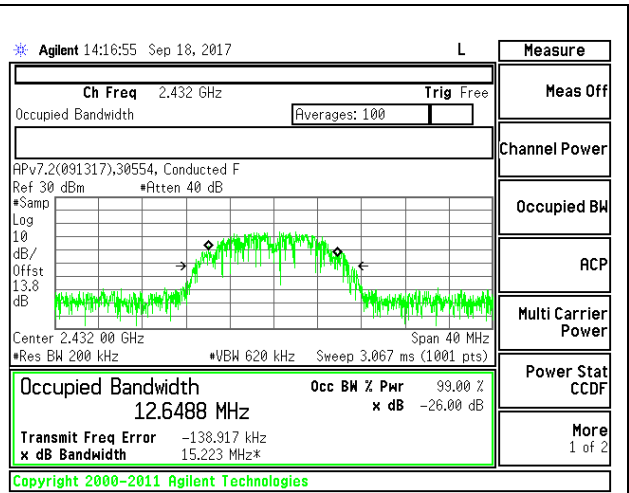 Agilent 14:16:55 Sep 18, 2017 L Measure
Ch Freq 2.432 GHz Trig Free
Meas Off
Occupied Bandwidth Averages: 100
Channel Power
APv7.2(091317),30554, Conducted F
Ref 30 dBm #Atten 40 dB
#Samp
Log
10
dB/
Offst
13.8
dB
Occupied BW
ACP
Center 2.432 00 GHz Span 40 MHz
#Res BW 200 kHz #VBW 620 kHz Sweep 3.067 ms (1001 pts)
Multi Carrier
Power
Occupied Bandwidth Occ BW % Pwr 99.00 %
12.6488 MHz x dB -26.00 dB
Transmit Freq Error -138.917 kHz
x dB Bandwidth 15.223 MHz*
Power Stat
CCDF
More
1 of 2
Copyright 2000-2011 Agilent Technologies